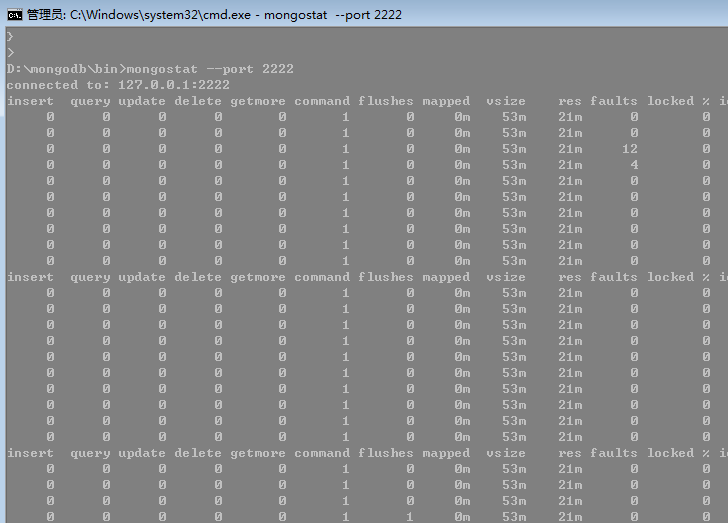 管理员: C:\Windows\system32\cmd.exe - mongostat --port 2222
}
>
D:\mongodb\bin>mongostat --port 2222
connected to: 127.0.0.1:2222
insert query update delete getmore command flushes mapped vsize res faults locked % i
0 0 0 0 0 1 0 0m 53m 21m 0 0
0 0 0 0 0 1 0 0m 53m 21m 0 0
0 0 0 0 0 1 0 0m 53m 21m 12 0
0 0 0 0 0 1 0 0m 53m 21m 4 0
0 0 0 0 0 1 0 0m 53m 21m 0 0
0 0 0 0 0 1 0 0m 53m 21m 0 0
0 0 0 0 0 1 0 0m 53m 21m 0 0
0 0 0 0 0 1 0 0m 53m 21m 0 0
0 0 0 0 0 1 0 0m 53m 21m 0 0
0 0 0 0 0 1 0 0m 53m 21m 0 0
insert query update delete getmore command flushes mapped vsize res faults locked % i
0 0 0 0 0 1 0 0m 53m 21m 0 0
0 0 0 0 0 1 0 0m 53m 21m 0 0
0 0 0 0 0 1 0 0m 53m 21m 0 0
0 0 0 0 0 1 0 0m 53m 21m 0 0
0 0 0 0 0 1 0 0m 53m 21m 0 0
0 0 0 0 0 1 0 0m 53m 21m 0 0
0 0 0 0 0 1 0 0m 53m 21m 0 0
0 0 0 0 0 1 0 0m 53m 21m 0 0
0 0 0 0 0 1 0 0m 53m 21m 0 0
0 0 0 0 0 1 0 0m 53m 21m 0 0
insert query update delete getmore command flushes mapped vsize res faults locked % i
0 0 0 0 0 1 0 0m 53m 21m 0 0
0 0 0 0 0 1 0 0m 53m 21m 0 0
0 0 0 0 0 1 0 0m 53m 21m 0 0
0 0 0 0 0 1 1 0m 53m 21m 0 0